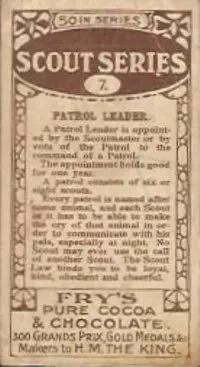 50 IN SERIES
SCOUT SERIES
7.
PATROL LEADER.
A Patrol Leader is appoint-
ed by the Scoutmaster or by
vote of the Patrol to the
command of a Patrol.
The appointment holds good
for one year.
A patrol consists of six or
eight scouts.
Every patrol is named after
some animal, and each Scout
in it has to be able to make
the cry of that animal in or-
der to communicate with his
pals, especially at night. No
Scout may ever use the call
of another Scout. The Scout
Law binds you to be loyal,
kind, obedient and cheerful.
FRY'S
PURE COCOA
& CHOCOLATE.
300 GRANDS PRIX, GOLD MEDALS &c
Makers to H.M. THE KING.